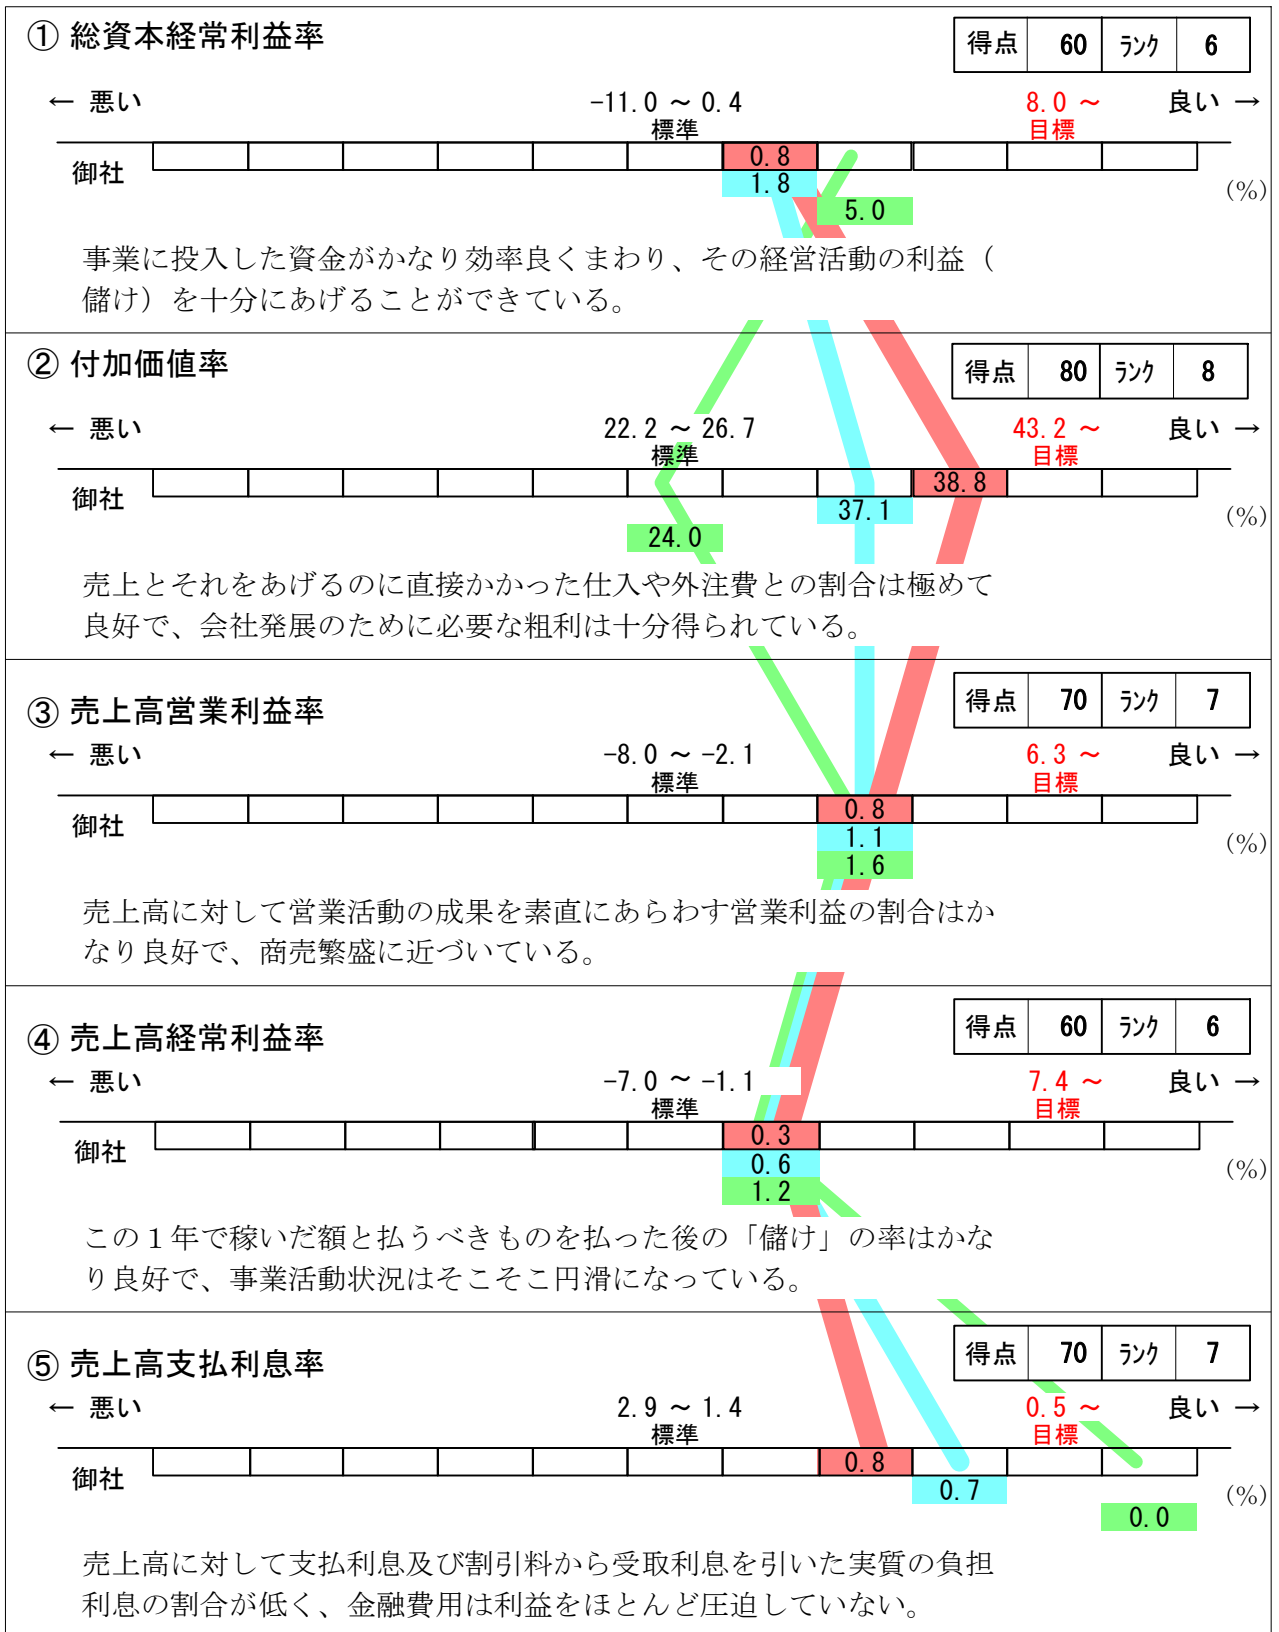 ① 総資本経常利益率
得点 60 ﾗﾝｸ 6
← 悪い -11.0 ～ 0.4 8.0 ～ 良い →
標準 目標
御社 0.8
1.8 (%)
5.0
事業に投入した資金がかなり効率良くまわり、その経営活動の利益（
儲け）を十分にあげることができている。
② 付加価値率
得点 80 ﾗﾝｸ 8
← 悪い 22.2 ～ 26.7 43.2 ～ 良い →
標準 目標
御社 38.8
37.1 (%)
24.0
売上とそれをあげるのに直接かかった仕入や外注費との割合は極めて
良好で、会社発展のために必要な粗利は十分得られている。
③ 売上高営業利益率
得点 70 ﾗﾝｸ 7
← 悪い -8.0 ～ -2.1 6.3 ～ 良い →
標準 目標
御社 0.8
1.1 (%)
1.6
売上高に対して営業活動の成果を素直にあらわす営業利益の割合はか
なり良好で、商売繁盛に近づいている。
④ 売上高経常利益率
得点 60 ﾗﾝｸ 6
← 悪い -7.0 ～ -1.1 7.4 ～ 良い →
標準 目標
御社 0.3
0.6 (%)
1.2
この１年で稼いだ額と払うべきものを払った後の「儲け」の率はかな
り良好で、事業活動状況はそこそこ円滑になっている。
⑤ 売上高支払利息率
得点 70 ﾗﾝｸ 7
← 悪い 2.9 ～ 1.4 0.5 ～ 良い →
標準 目標
御社 0.8
0.7 (%)
0.0
売上高に対して支払利息及び割引料から受取利息を引いた実質の負担
利息の割合が低く、金融費用は利益をほとんど圧迫していない。